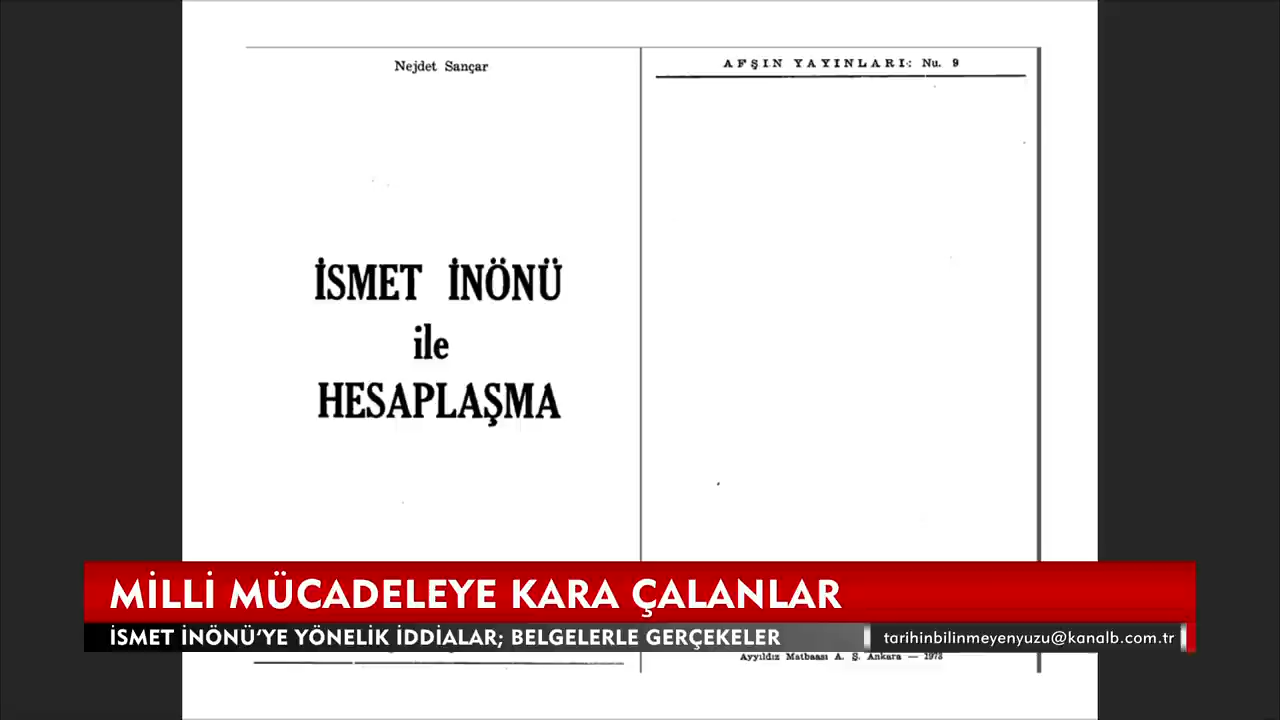 Nejdet Sançar
İSMET İNÖNÜ
ile
HESAPLAŞMA
AFŞIN YAYINLARI: Nu. 9
MİLLİ MÜCADELEYE KARA ÇALANLAR
İSMET İNÖNÜ'YE YÖNELİK İDDİALAR; BELGELERLE GERÇEKELER
tarihinbilinmeyenyuzu@kanalb.com.tr
Ayyıldız Matbaası A. Ş. Ankara — 1973